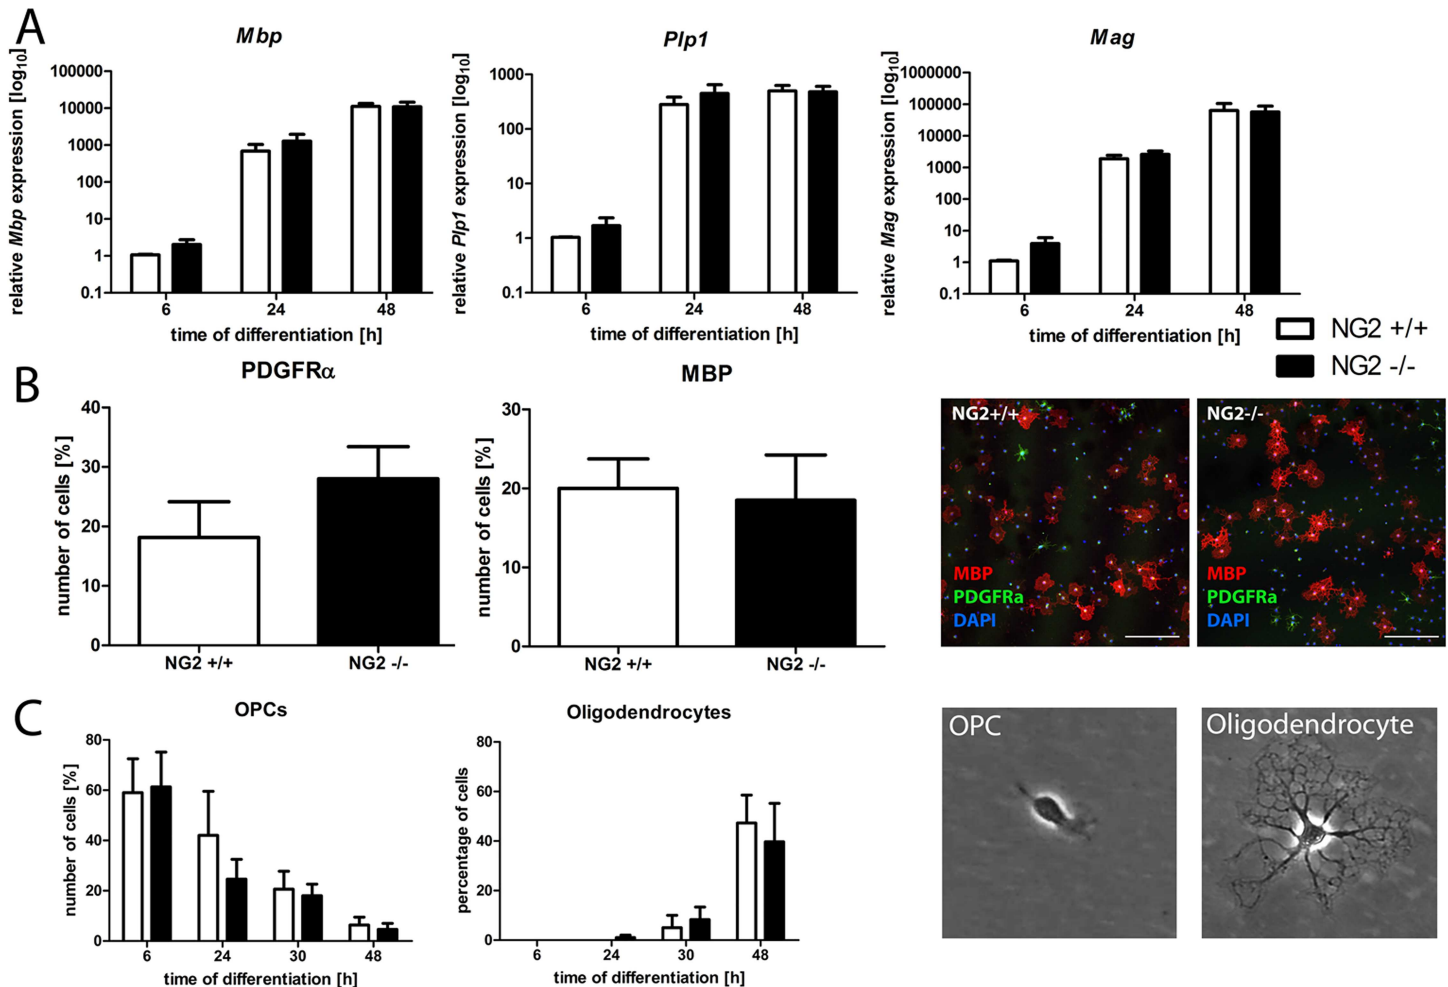 A
Mbp
relative Mbp expression [log10]
100000
10000
1000
100
10
1
0.1
6
24
48
time of differentiation [h]
Plp1
relative Plp1 expression [log10]
1000
100
10
1
0.1
6
24
48
time of differentiation [h]
Mag
relative Mag expression [log10]
1000000
100000
10000
1000
100
10
1
0.1
6
24
48
time of differentiation [h]
NG2 +/+
NG2 -/-
B
PDGFRα
number of cells [%]
40
30
20
10
0
NG2 +/+
NG2 -/-
MBP
number of cells [%]
30
20
10
0
NG2 +/+
NG2 -/-
NG2+/+
MBP
PDGFRa
DAPI
NG2-/-
MBP
PDGFRa
DAPI
C
OPCs
number of cells [%]
80
60
40
20
0
6
24
30
48
time of differentiation [h]
Oligodendrocytes
percentage of cells
80
60
40
20
0
6
24
30
48
time of differentiation [h]
OPC
Oligodendrocyte